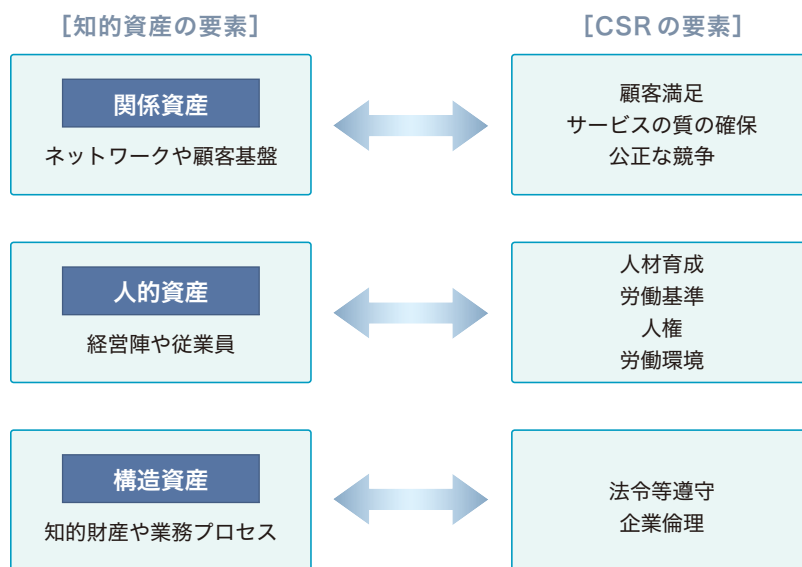 [知的資産の要素]
[CSRの要素]
関係資産
ネットワークや顧客基盤
顧客満足
サービスの質の確保
公正な競争
人的資産
経営陣や従業員
人材育成
労働基準
人権
労働環境
構造資産
知的財産や業務プロセス
法令等遵守
企業倫理